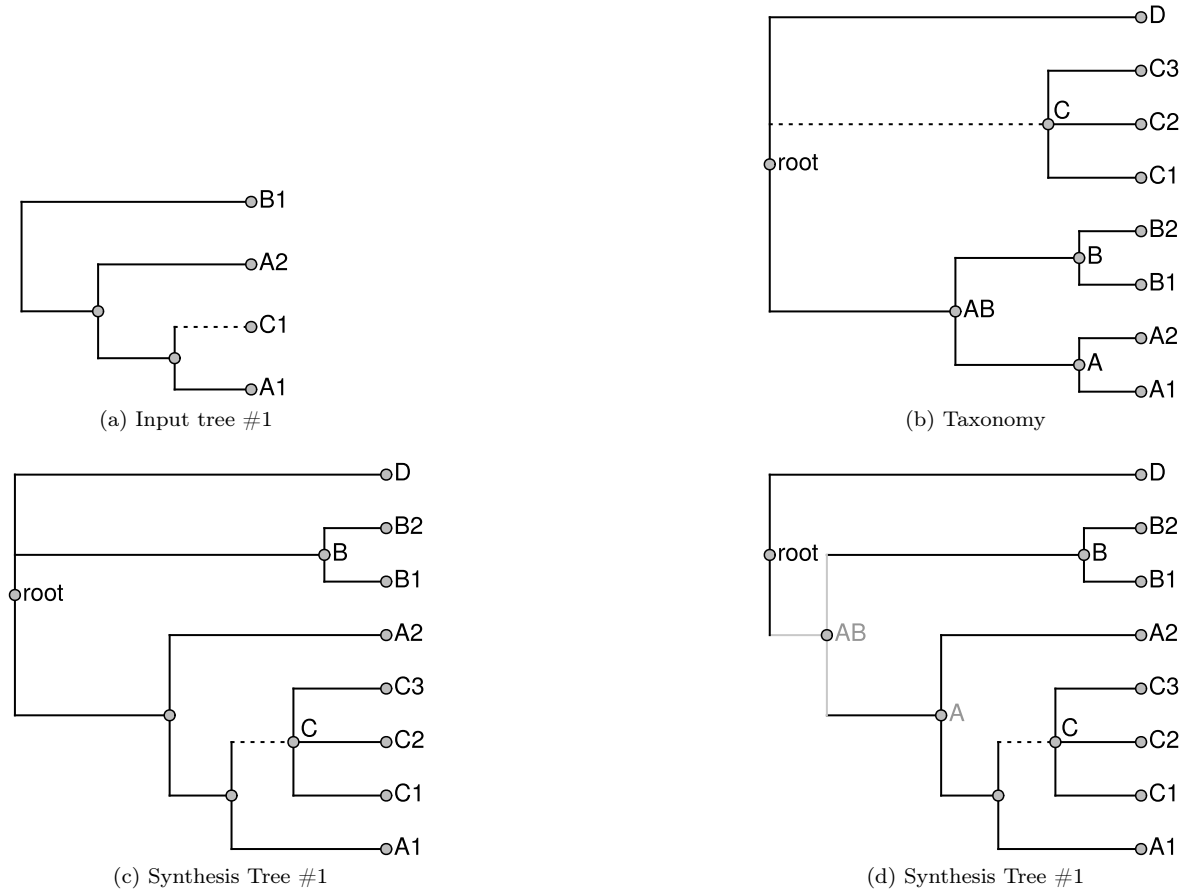 B1
A2
C1
A1
(a) Input tree #1
D
C3
C
C2
root
C1
B2
B
B1
AB
A2
A
A1
(b) Taxonomy
D
B2
B
B1
root
A2
C3
C
C2
C1
A1
(c) Synthesis Tree #1
D
B2
root
B
B1
AB
A2
C3
A
C
C2
C1
A1
(d) Synthesis Tree #1